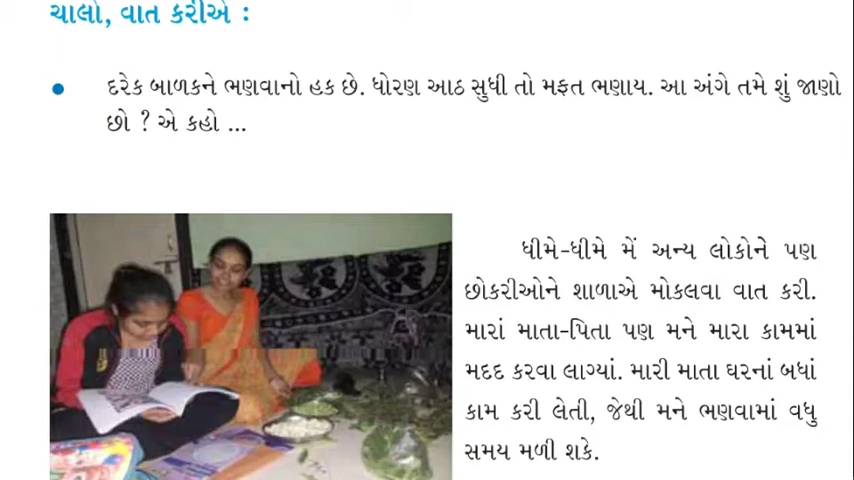 ચાલો, વાત કરીએ :
• દરેક બાળકને ભણવાનો હક છે. ધોરણ આઠ સુધી તો મફત ભણાય. આ અંગે તમે શું જાણો
છો ? એ કહો ...
ધીમે-ધીમે મેં અન્ય લોકોને પણ
છોકરીઓને શાળાએ મોકલવા વાત કરી.
મારાં માતા-પિતા પણ મને મારા કામમાં
મદદ કરવા લાગ્યાં. મારી માતા ઘરનાં બધાં
કામ કરી લેતી, જેથી મને ભણવામાં વધુ
સમય મળી શકે.